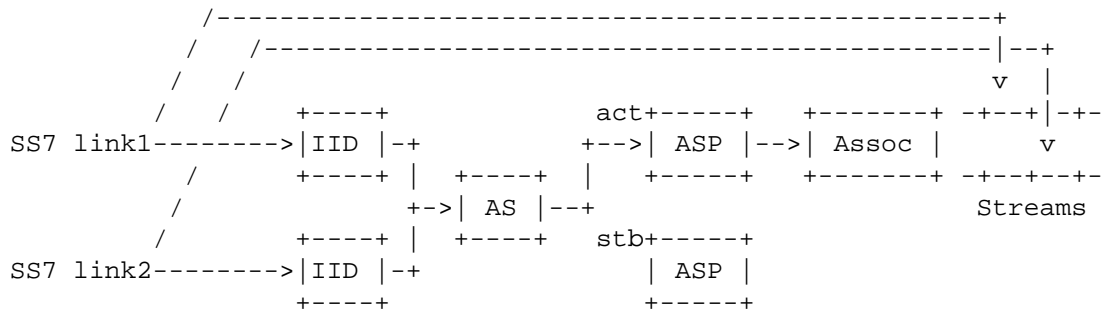 /-------------------------------------------------+
     /   /----------------------------------------------|--+
    /   /                                               v  |
   /   /    +----+             act+-----+    +-------+ -+--+-|+-
SS7 link1-------->|IID |-+          +-->| ASP |-->| Assoc |     v
     /      +----+ |  +----+  |   +-----+    +-------+ -+--+--+-
    /              +->| AS |--+                        Streams
   /        +----+ |  +----+   stb+-----+
SS7 link2-------->|IID |-+              | ASP |
            +----+                +-----+